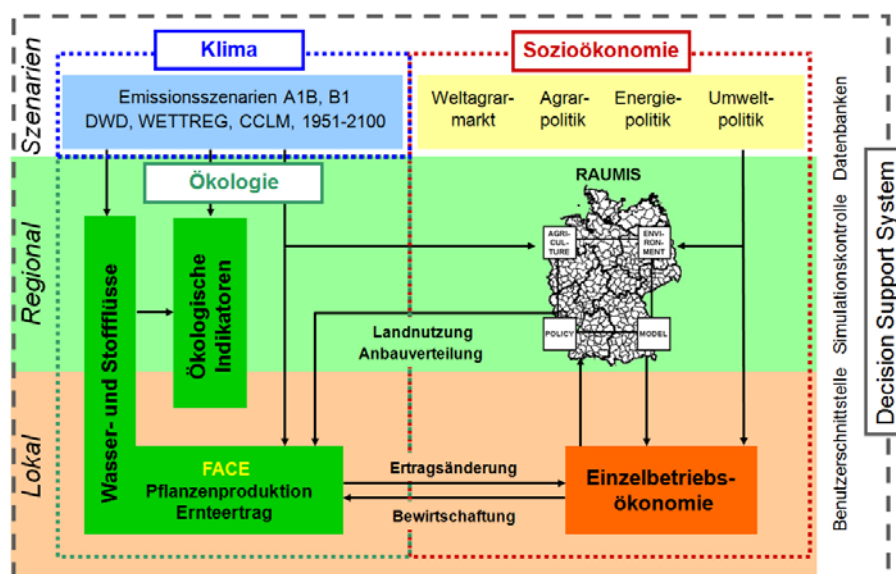 Klima
Sozioökonomie
Szenarien
Emissionsszenarien A1B, B1
DWD, WETTREG, CCLM, 1951-2100
Weltagrar-
markt
Agrar-
politik
Energie-
politik
Umwelt-
politik
Datenbanken
Ökologie
RAUMIS
Regional
Wasser- und Stoffflüsse
Ökologische
Indikatoren
AGRI-
CUL-
TURE
ENVI-
RON-
MENT
POLICY
MODEL
Landnutzung
Anbauverteilung
Simulationskontrolle
Decision Support System
Lokal
FACE
Pflanzenproduktion
Ernteertrag
Ertragsänderung
Bewirtschaftung
Einzelbetriebs-
ökonomie
Benutzerschnittstelle